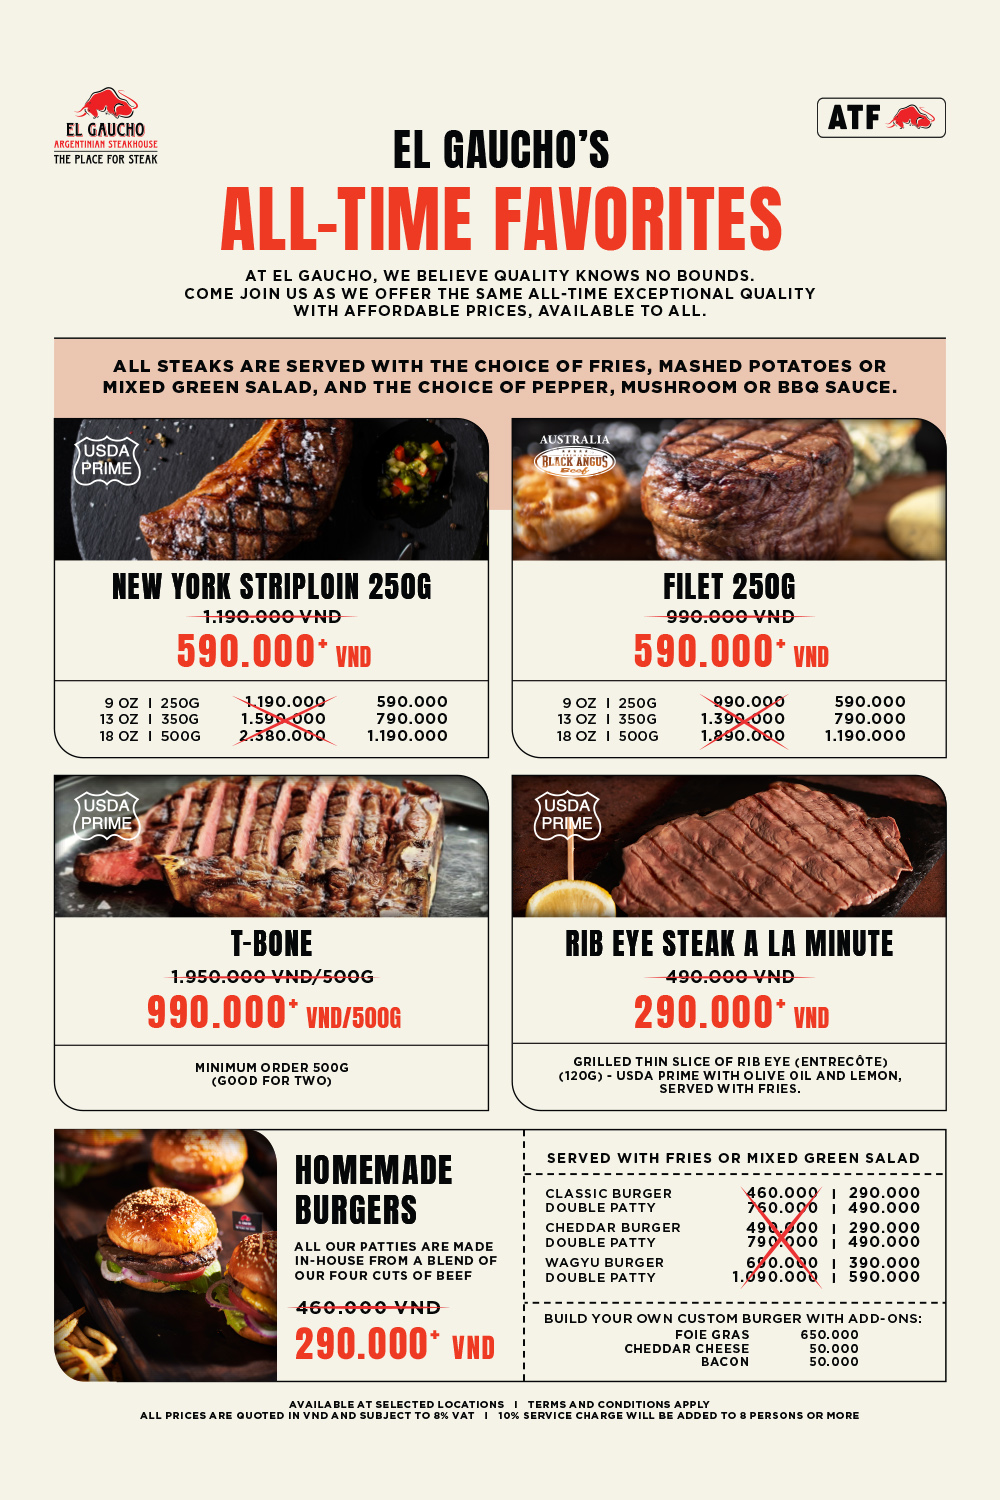 EL GAUCHO
ARGENTINIAN STEAKHOUSE
THE PLACE FOR STEAK
ATF
EL GAUCHO'S
ALL-TIME FAVORITES
AT EL GAUCHO, WE BELIEVE QUALITY KNOWS NO BOUNDS.
COME JOIN US AS WE OFFER THE SAME ALL-TIME EXCEPTIONAL QUALITY
WITH AFFORDABLE PRICES, AVAILABLE TO ALL.
ALL STEAKS ARE SERVED WITH THE CHOICE OF FRIES, MASHED POTATOES OR
MIXED GREEN SALAD, AND THE CHOICE OF PEPPER, MUSHROOM OR BBQ SAUCE.
USDA
PRIME
NEW YORK STRIPLOIN 250G
1.190.000 VND
590.000+ VND
9 OZ I 250G 1.190.000 590.000
13 OZ I 350G 1.590.000 790.000
18 OZ I 500G 2.380.000 1.190.000
AUSTRALIA
BLACK ANGUS
Beef
FILET 250G
990.000 VND
590.000+ VND
9 OZ I 250G 990.000 590.000
13 OZ I 350G 1.390.000 790.000
18 OZ I 500G 1.890.000 1.190.000
USDA
PRIME
T-BONE
1.950.000 VND/500G
990.000+ VND/500G
MINIMUM ORDER 500G
(GOOD FOR TWO)
USDA
PRIME
RIB EYE STEAK A LA MINUTE
490.000 VND
290.000+ VND
GRILLED THIN SLICE OF RIB EYE (ENTRECÔTE)
(120G) - USDA PRIME WITH OLIVE OIL AND LEMON,
SERVED WITH FRIES.
HOMEMADE
BURGERS
ALL OUR PATTIES ARE MADE
IN-HOUSE FROM A BLEND OF
OUR FOUR CUTS OF BEEF
460.000 VND
290.000+ VND
SERVED WITH FRIES OR MIXED GREEN SALAD
CLASSIC BURGER 460.000 I 290.000
DOUBLE PATTY 760.000 I 490.000
CHEDDAR BURGER 490.000 I 290.000
DOUBLE PATTY 790.000 I 490.000
WAGYU BURGER 690.000 I 390.000
DOUBLE PATTY 1.090.000 I 590.000
BUILD YOUR OWN CUSTOM BURGER WITH ADD-ONS:
FOIE GRAS 650.000
CHEDDAR CHEESE 50.000
BACON 50.000
AVAILABLE AT SELECTED LOCATIONS I TERMS AND CONDITIONS APPLY
ALL PRICES ARE QUOTED IN VND AND SUBJECT TO 8% VAT I 10% SERVICE CHARGE WILL BE ADDED TO 8 PERSONS OR MORE